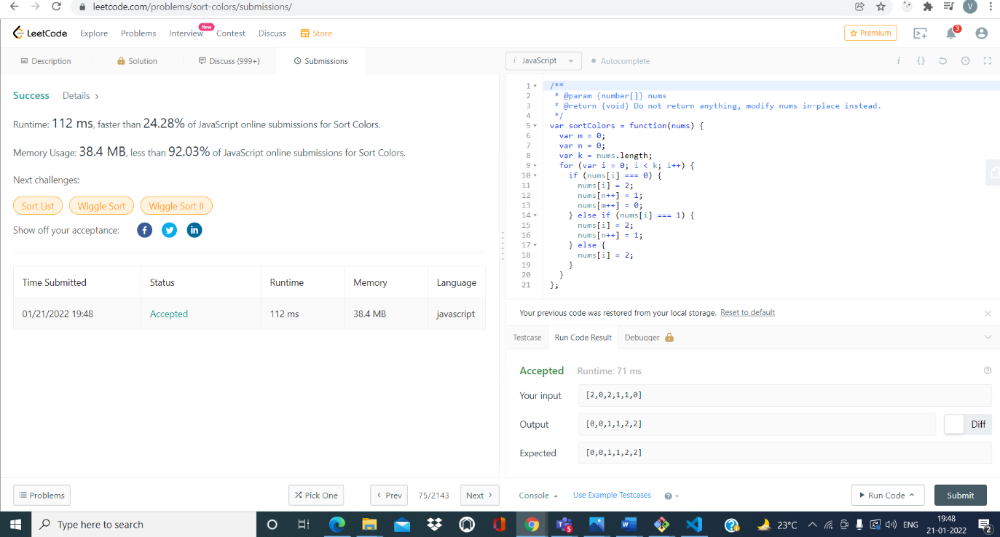 leetcode.com/problems/sort-colors/submissions/
V
LeetCode
Explore
Problems
Interview
New
Contest
Discuss
Store
Premium
3
Description
Solution
Discuss (999+)
Submissions
i JavaScript
Autocomplete
i {}
Success Details >
Runtime: 112 ms, faster than 24.28% of JavaScript online submissions for Sort Colors.
Memory Usage: 38.4 MB, less than 92.03% of JavaScript online submissions for Sort Colors.
Next challenges:
Sort List Wiggle Sort Wiggle Sort II
Show off your acceptance:
Time Submitted Status Runtime Memory Language
01/21/2022 19:48 Accepted 112 ms 38.4 MB javascript
1 /**
2 * @param {number[]} nums
3 * @return {void} Do not return anything, modify nums in-place instead.
4 */
5 var sortColors = function(nums) {
6 var m = 0;
7 var n = 0;
8 var k = nums.length;
9 for (var i = 0; i < k; i++) {
10 if (nums[i] === 0) {
11 nums[i] = 2;
12 nums[n++] = 1;
13 nums[m++] = 0;
14 } else if (nums[i] === 1) {
15 nums[i] = 2;
16 nums[n++] = 1;
17 } else {
18 nums[i] = 2;
19 }
20 }
21 };
Your previous code was restored from your local storage. Reset to default
Testcase Run Code Result Debugger
Accepted Runtime: 71 ms
Your input [2,0,2,1,1,0]
Output [0,0,1,1,2,2] Diff
Expected [0,0,1,1,2,2]
Problems
Pick One
< Prev 75/2143 Next >
Console
Use Example Testcases
Run Code
Submit
Type here to search
5
23°C
ENG
19:48
21-01-2022
2